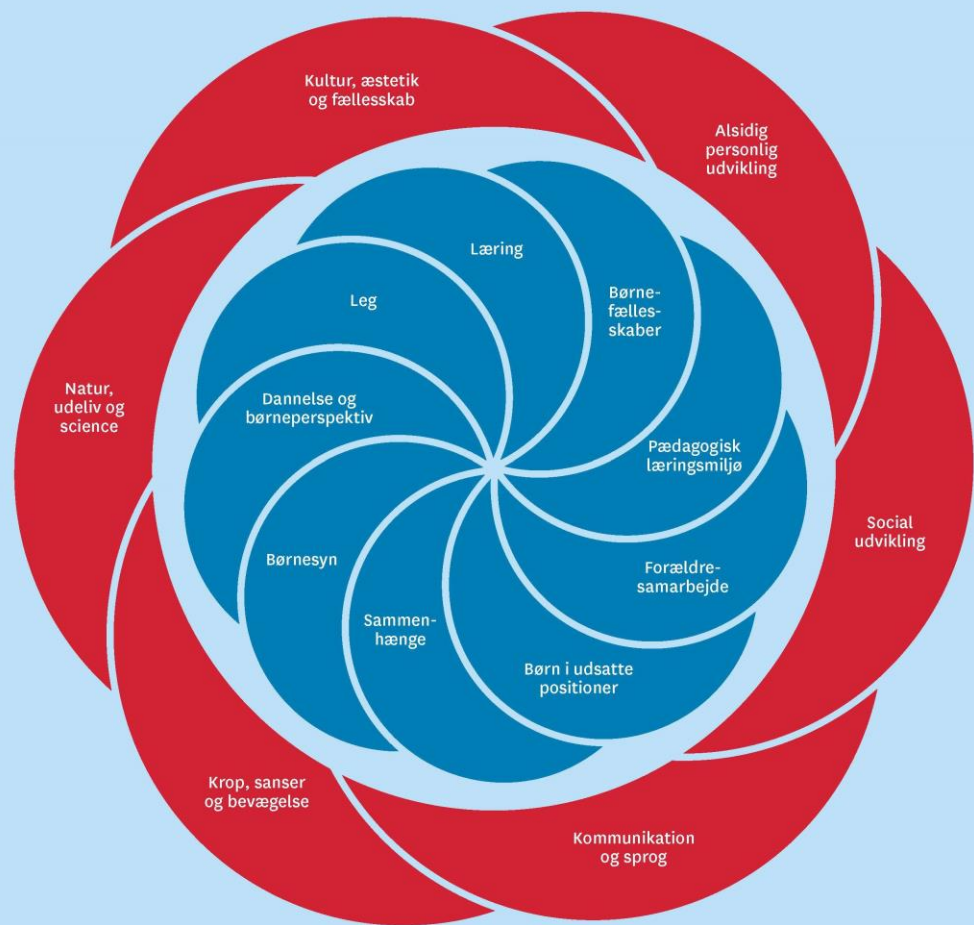 Kultur, æstetik
og fællesskab
Alsidig
personlig
udvikling
Social
udvikling
Kommunikation
og sprog
Krop, sanser
og bevægelse
Natur,
udeliv og
science
Læring
Børne-
fælles-
skaber
Pædagogisk
læringsmiljø
Forældre-
samarbejde
Børn i udsatte
positioner
Sammen-
hænge
Børnesyn
Dannelse og
børneperspektiv
Leg